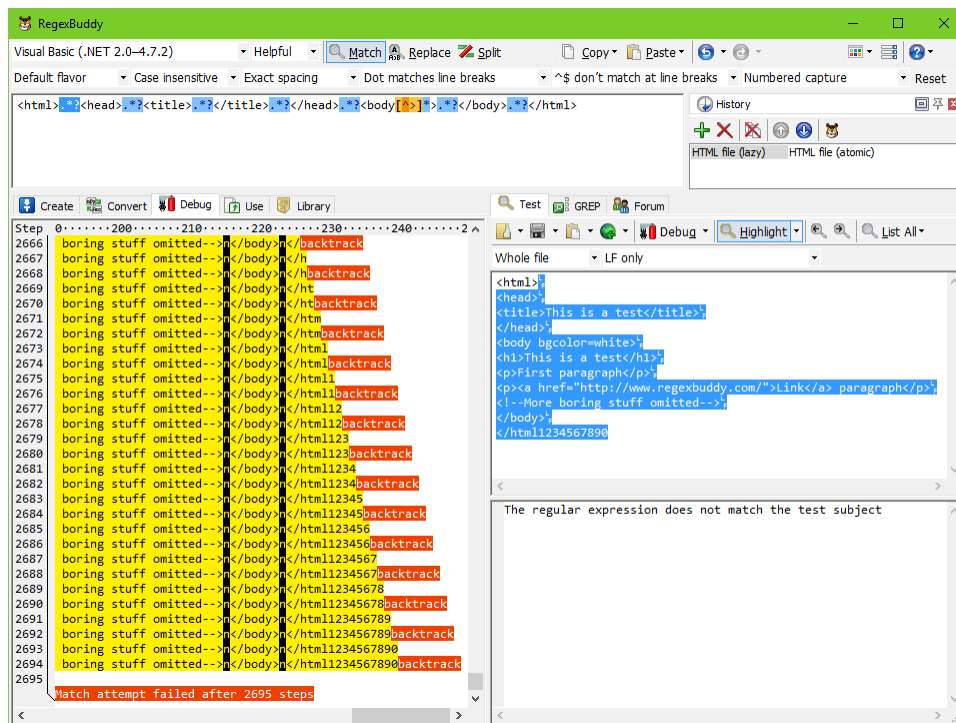 RegexBuddy
Visual Basic (.NET 2.0–4.7.2) Helpful Match Replace Split Copy Paste
Default flavor Case insensitive Exact spacing Dot matches line breaks ^$ don't match at line breaks Numbered capture Reset
<html>.*?<head>.*?<title>.*?</title>.*?</head>.*?<body[^>]*>.*?</body>.*?</html>
History
HTML file (lazy) HTML file (atomic)
Create Convert Debug Use Library
Step 0·······200·······210·······220·······230·······240·······2
2666 boring stuff omitted-->n</body>n</backtrack
2667 boring stuff omitted-->n</body>n</h
2668 boring stuff omitted-->n</body>n</hbacktrack
2669 boring stuff omitted-->n</body>n</ht
2670 boring stuff omitted-->n</body>n</htbacktrack
2671 boring stuff omitted-->n</body>n</htm
2672 boring stuff omitted-->n</body>n</htmbacktrack
2673 boring stuff omitted-->n</body>n</html
2674 boring stuff omitted-->n</body>n</htmlbacktrack
2675 boring stuff omitted-->n</body>n</html1
2676 boring stuff omitted-->n</body>n</html1backtrack
2677 boring stuff omitted-->n</body>n</html12
2678 boring stuff omitted-->n</body>n</html12backtrack
2679 boring stuff omitted-->n</body>n</html123
2680 boring stuff omitted-->n</body>n</html123backtrack
2681 boring stuff omitted-->n</body>n</html1234
2682 boring stuff omitted-->n</body>n</html1234backtrack
2683 boring stuff omitted-->n</body>n</html12345
2684 boring stuff omitted-->n</body>n</html12345backtrack
2685 boring stuff omitted-->n</body>n</html123456
2686 boring stuff omitted-->n</body>n</html123456backtrack
2687 boring stuff omitted-->n</body>n</html1234567
2688 boring stuff omitted-->n</body>n</html1234567backtrack
2689 boring stuff omitted-->n</body>n</html12345678
2690 boring stuff omitted-->n</body>n</html12345678backtrack
2691 boring stuff omitted-->n</body>n</html123456789
2692 boring stuff omitted-->n</body>n</html123456789backtrack
2693 boring stuff omitted-->n</body>n</html1234567890
2694 boring stuff omitted-->n</body>n</html1234567890backtrack
2695
Match attempt failed after 2695 steps
Test GREP Forum
Debug Highlight List All
Whole file LF only
<html>
<head>
<title>This is a test</title>
</head>
<body bgcolor=white>
<h1>This is a test</h1>
<p>First paragraph</p>
<p><a href="http://www.regexbuddy.com/">Link</a> paragraph</p>
<!--More boring stuff omitted-->
</body>
</html1234567890
The regular expression does not match the test subject